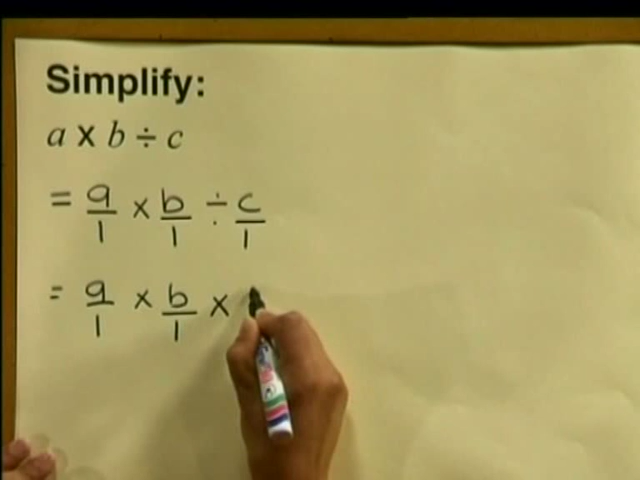 Simplify:
a x b ÷ c
= a/1 × b/1 ÷ c/1
= a/1 × b/1 ×